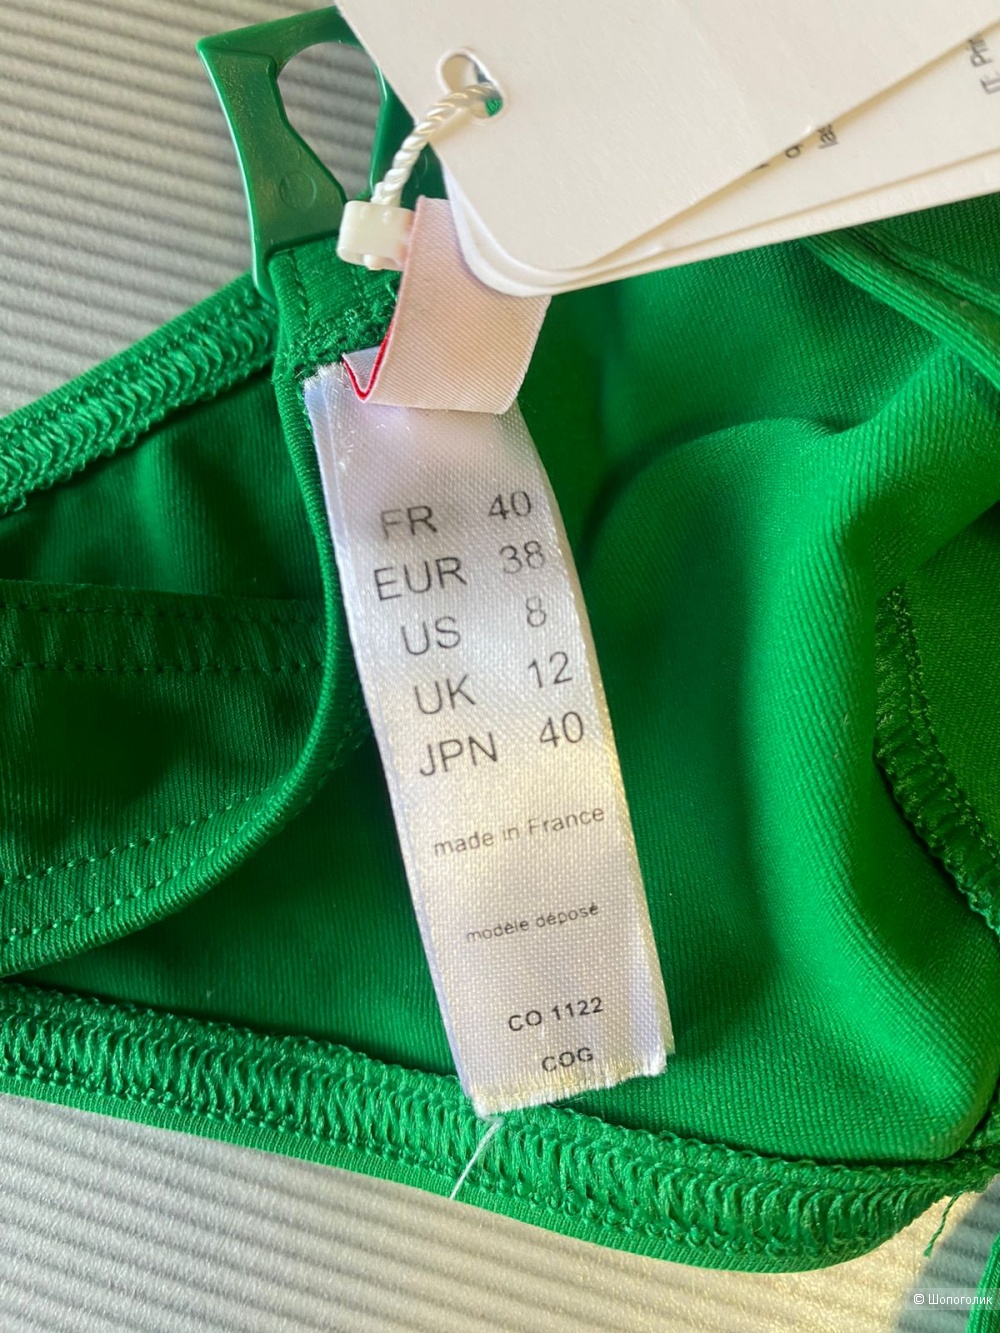 FR 40
EUR 38
US 8
UK 12
JPN 40
made in France
modèle déposé
CO 1122
COG
© Шопоголик